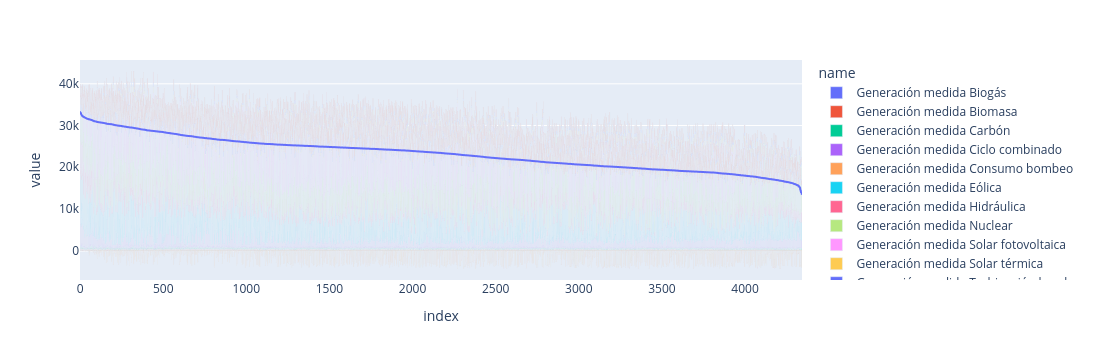 name
Generación medida Biogás
Generación medida Biomasa
Generación medida Carbón
Generación medida Ciclo combinado
Generación medida Consumo bombeo
Generación medida Eólica
Generación medida Hidráulica
Generación medida Nuclear
Generación medida Solar fotovoltaica
Generación medida Solar térmica
value
40k
30k
20k
10k
0
0
500
1000
1500
2000
2500
3000
3500
4000
index